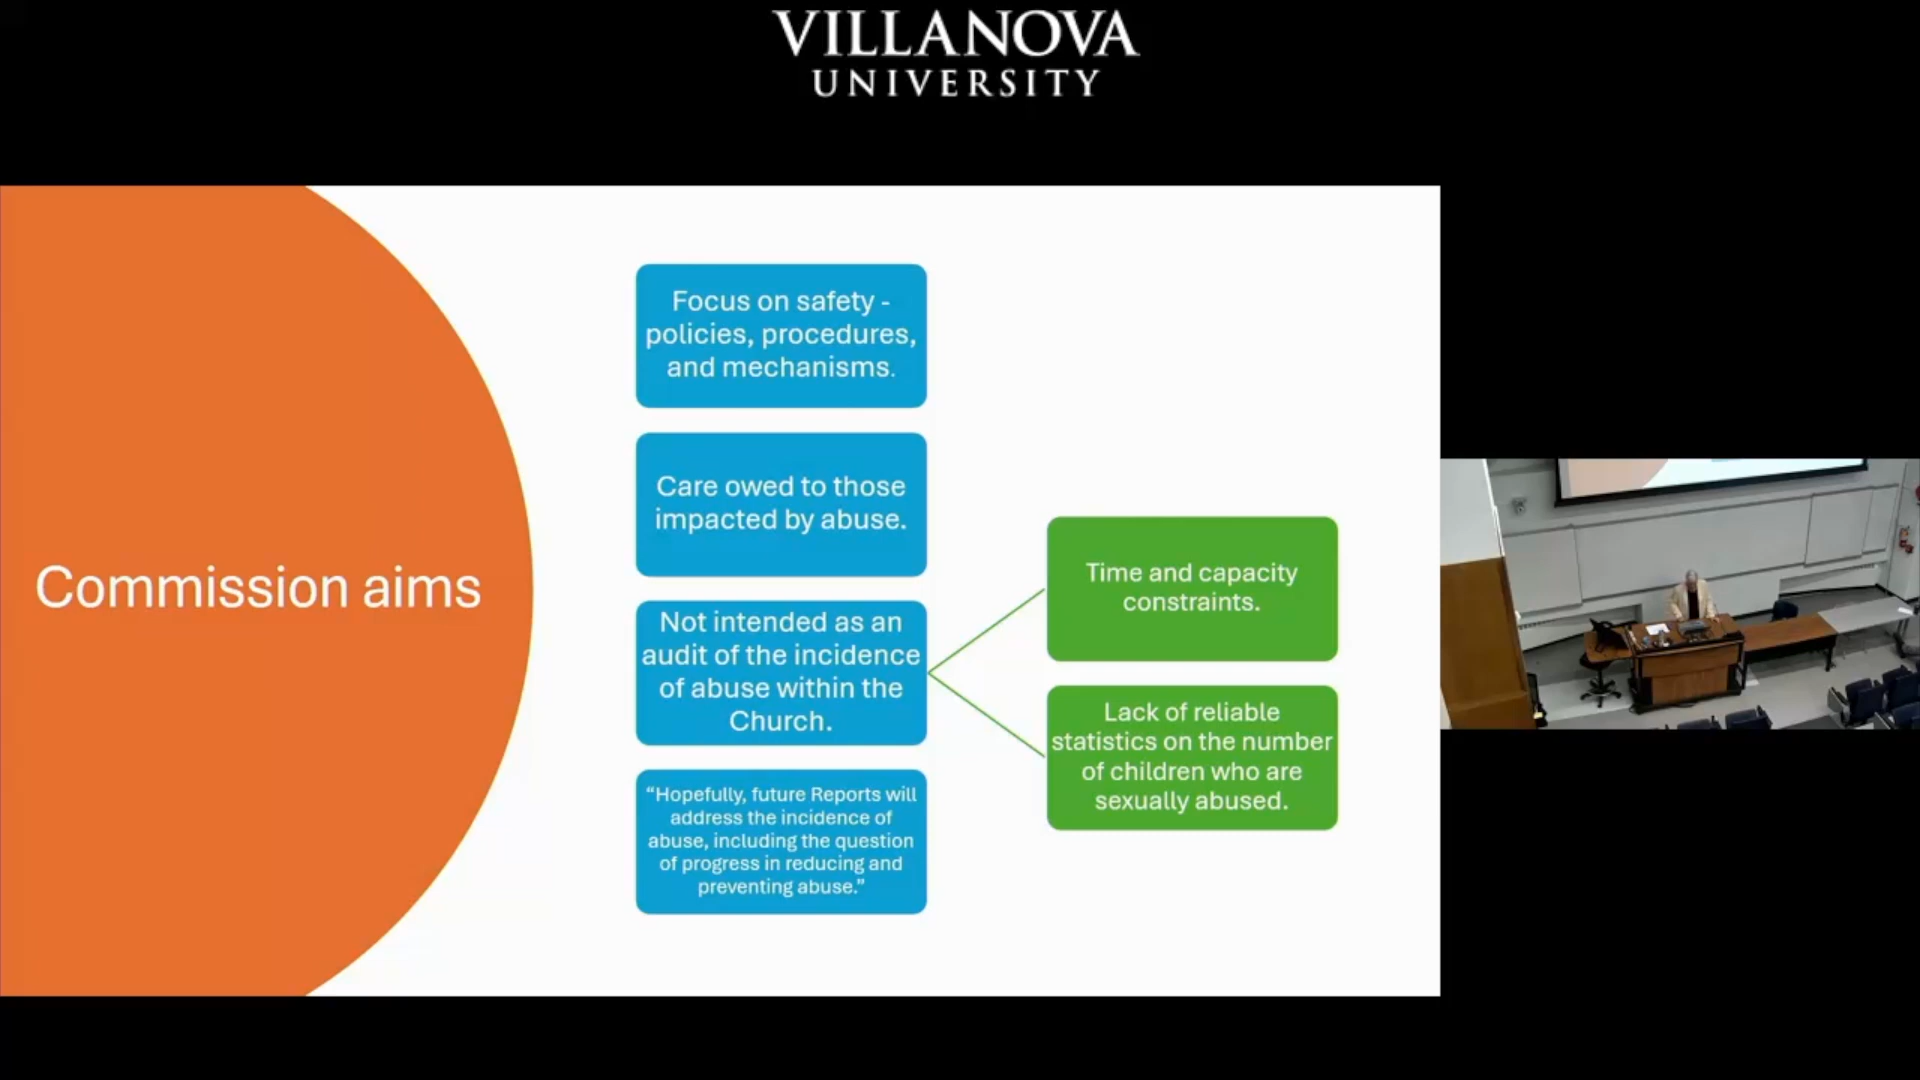 VILLANOVA
UNIVERSITY
Commission aims
Focus on safety -
policies, procedures,
and mechanisms.
Care owed to those
impacted by abuse.
Not intended as an
audit of the incidence
of abuse within the
Church.
“Hopefully, future Reports will
address the incidence of
abuse, including the question
of progress in reducing and
preventing abuse.”
Time and capacity
constraints.
Lack of reliable
statistics on the number
of children who are
sexually abused.